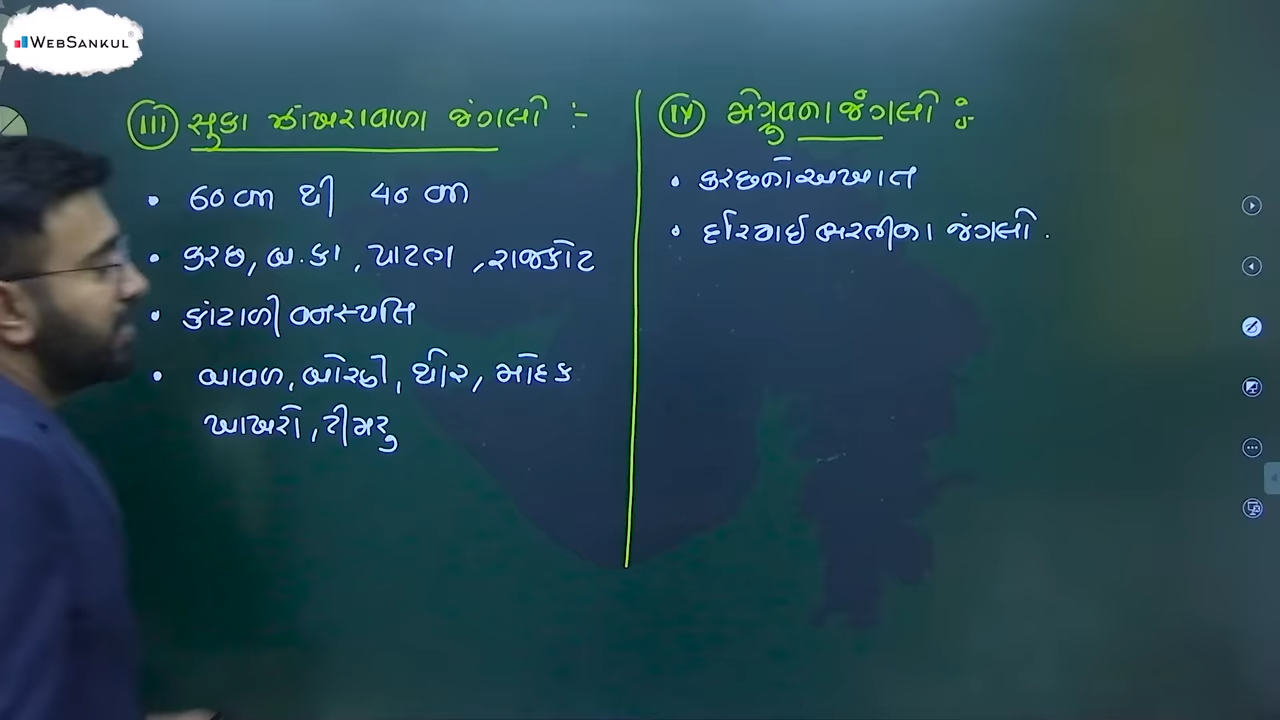 WEBSANKUL®
(III) સુકા ઝાંખરાવાળા જંગલો :-
• 60 cm થી 40 cm
• કચ્છ, બ.કાં, પાટણ, રાજકોટ
• કાંટાળી વનસ્પતિ
• બાવળ, બોરડી, થોર, મોદક
ખાખરો, ટીમરુ
(IV) મેંગ્રુવના જંગલો :-
• કચ્છનો અખાત
• દરિયાઈ ભરતીના જંગલો.